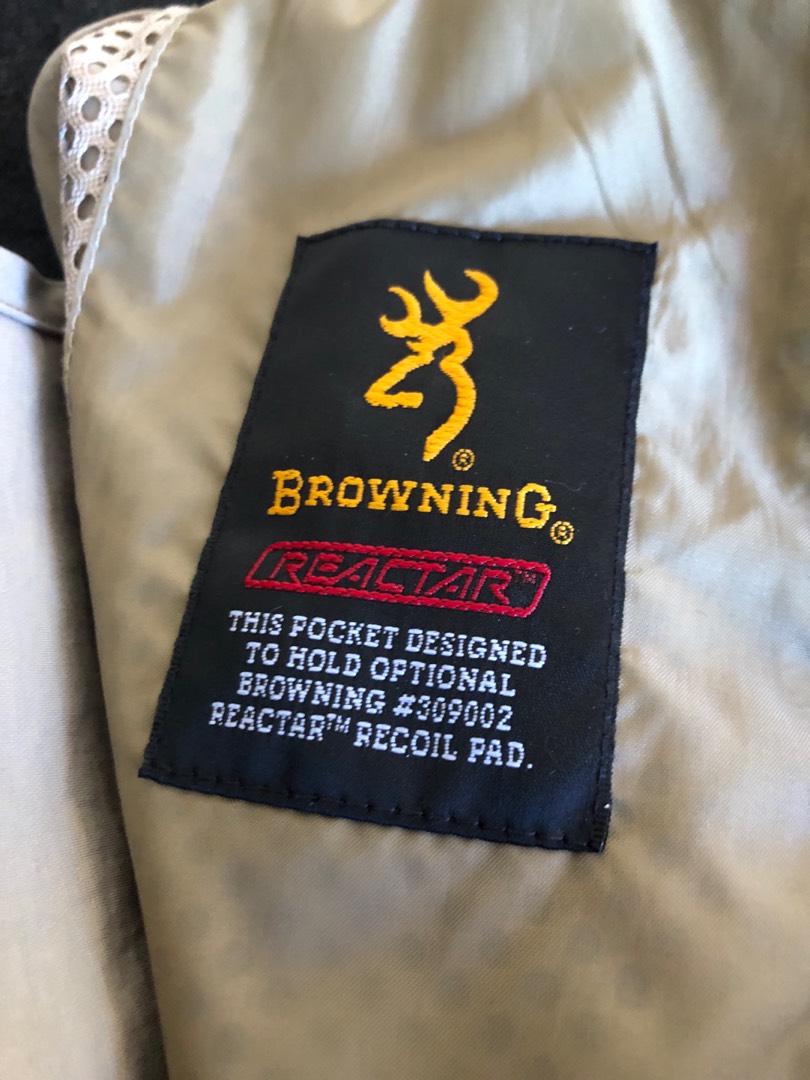 ®
BROWNING®
REACTAR™
THIS POCKET DESIGNED
TO HOLD OPTIONAL
BROWNING #309002
REACTAR™ RECOIL PAD.